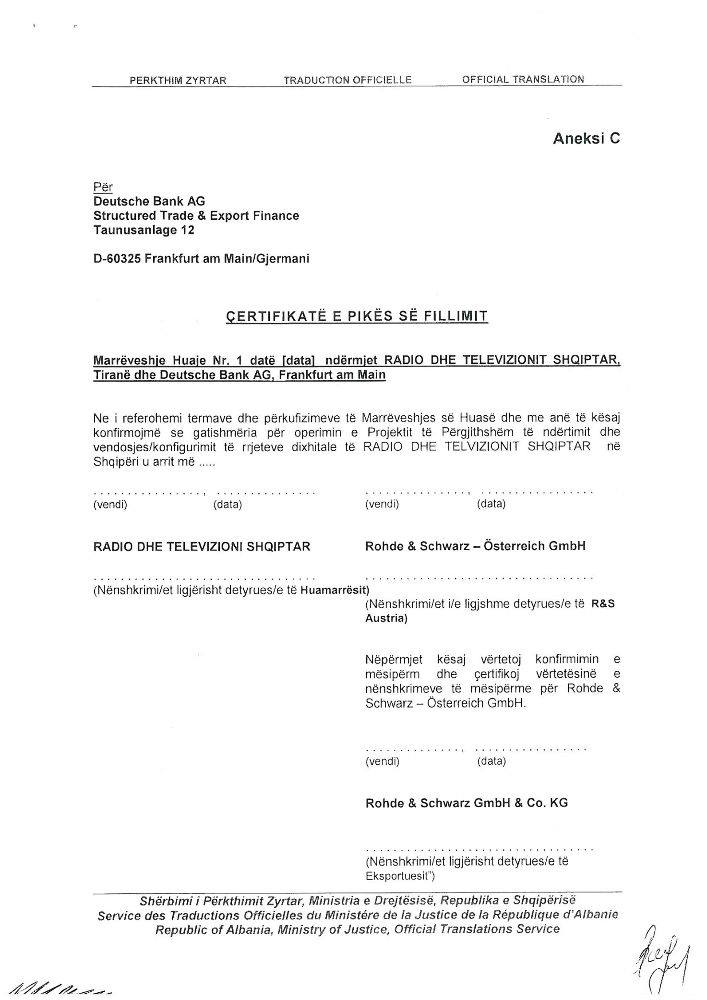 PERKTHIM ZYRTAR TRADUCTION OFFICIELLE OFFICIAL TRANSLATION
Aneksi C
Për
Deutsche Bank AG
Structured Trade & Export Finance
Taunusanlage 12
D-60325 Frankfurt am Main/Gjermani
ÇERTIFIKATË E PIKËS SË FILLIMIT
Marrëveshje Huaje Nr. 1 datë [data] ndërmjet RADIO DHE TELEVIZIONIT SHQIPTAR,
Tiranë dhe Deutsche Bank AG, Frankfurt am Main
Ne i referohemi termave dhe përkufizimeve të Marrëveshjes së Huasë dhe me anë të kësaj
konfirmojmë se gatishmëria për operimin e Projektit të Përgjithshëm të ndërtimit dhe
vendosjes/konfigurimit të rrjeteve dixhitale të RADIO DHE TELVIZIONIT SHQIPTAR në
Shqipëri u arrit më .....
. . . . . . . . . . . . . . . . , . . . . . . . . . . . . . . . . . . . . . . . . . . . . . . , . . . . . . . . . . . . . . . . .
(vendi) (data) (vendi) (data)
RADIO DHE TELEVIZIONI SHQIPTAR Rohde & Schwarz – Österreich GmbH
. . . . . . . . . . . . . . . . . . . . . . . . . . . . . . . . . . . . . . . . . . . . . . . . . . . . . . . . . . . . . . . . . .
(Nënshkrimi/et ligjërisht detyrues/e të Huamarrësit)
(Nënshkrimi/et i/e ligjshme detyrues/e të R&S
Austria)
Nëpërmjet kësaj vërtetoj konfirmimin e
mësipërm dhe çertifikoj vërtetësinë e
nënshkrimeve të mësipërme për Rohde &
Schwarz – Österreich GmbH.
. . . . . . . . . . . . . . , . . . . . . . . . . . . . . . . .
(vendi) (data)
Rohde & Schwarz GmbH & Co. KG
. . . . . . . . . . . . . . . . . . . . . . . . . . . . . . . . .
(Nënshkrimi/et ligjërisht detyrues/e të
Eksportuesit")
Shërbimi i Përkthimit Zyrtar, Ministria e Drejtësisë, Republika e Shqipërisë
Service des Traductions Officielles du Ministére de la Justice de la République d'Albanie
Republic of Albania, Ministry of Justice, Official Translations Service